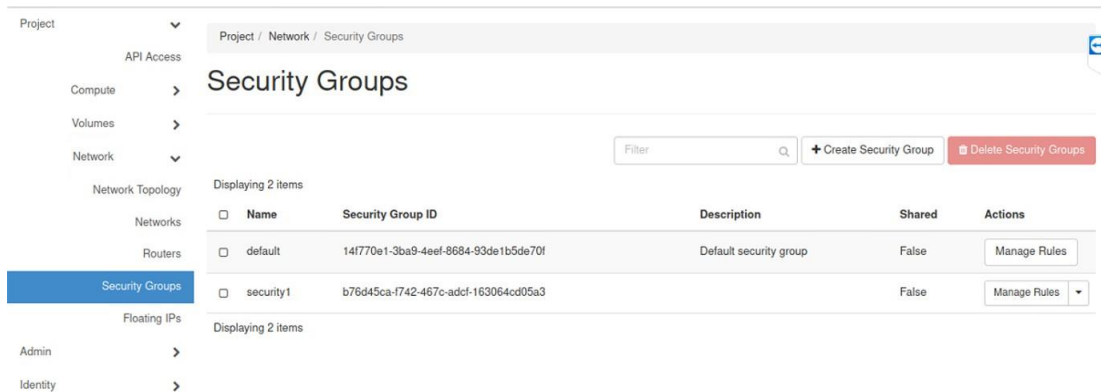 Project
API Access
Compute
Volumes
Network
Network Topology
Networks
Routers
Security Groups
Floating IPs
Admin
Identity
Project / Network / Security Groups
Security Groups
Filter
+ Create Security Group
Delete Security Groups
Displaying 2 items
Name Security Group ID Description Shared Actions
default 14f770e1-3ba9-4eef-8684-93de1b5de70f Default security group False Manage Rules
security1 b76d45ca-f742-467c-adcf-163064cd05a3 False Manage Rules
Displaying 2 items